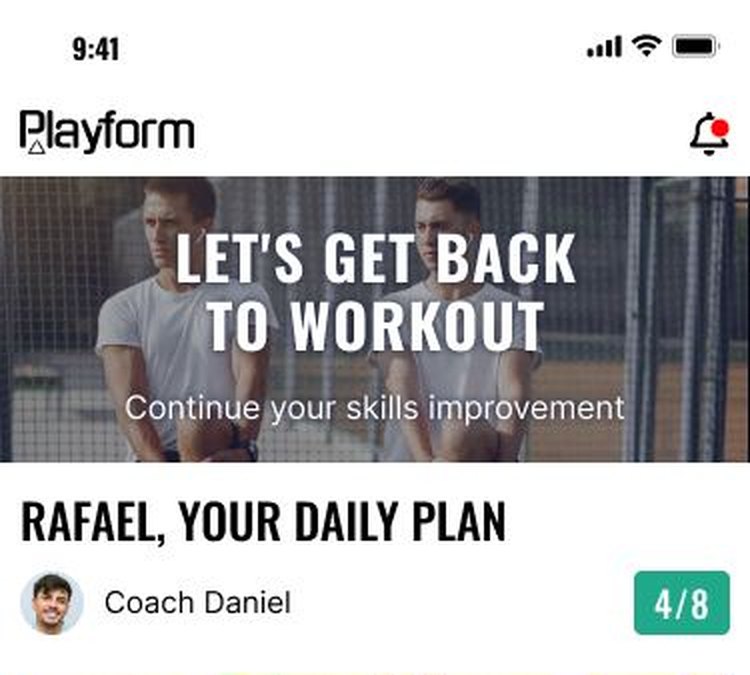 9:41
Playform
LET'S GET BACK
TO WORKOUT
Continue your skills improvement
RAFAEL, YOUR DAILY PLAN
Coach Daniel
4/8